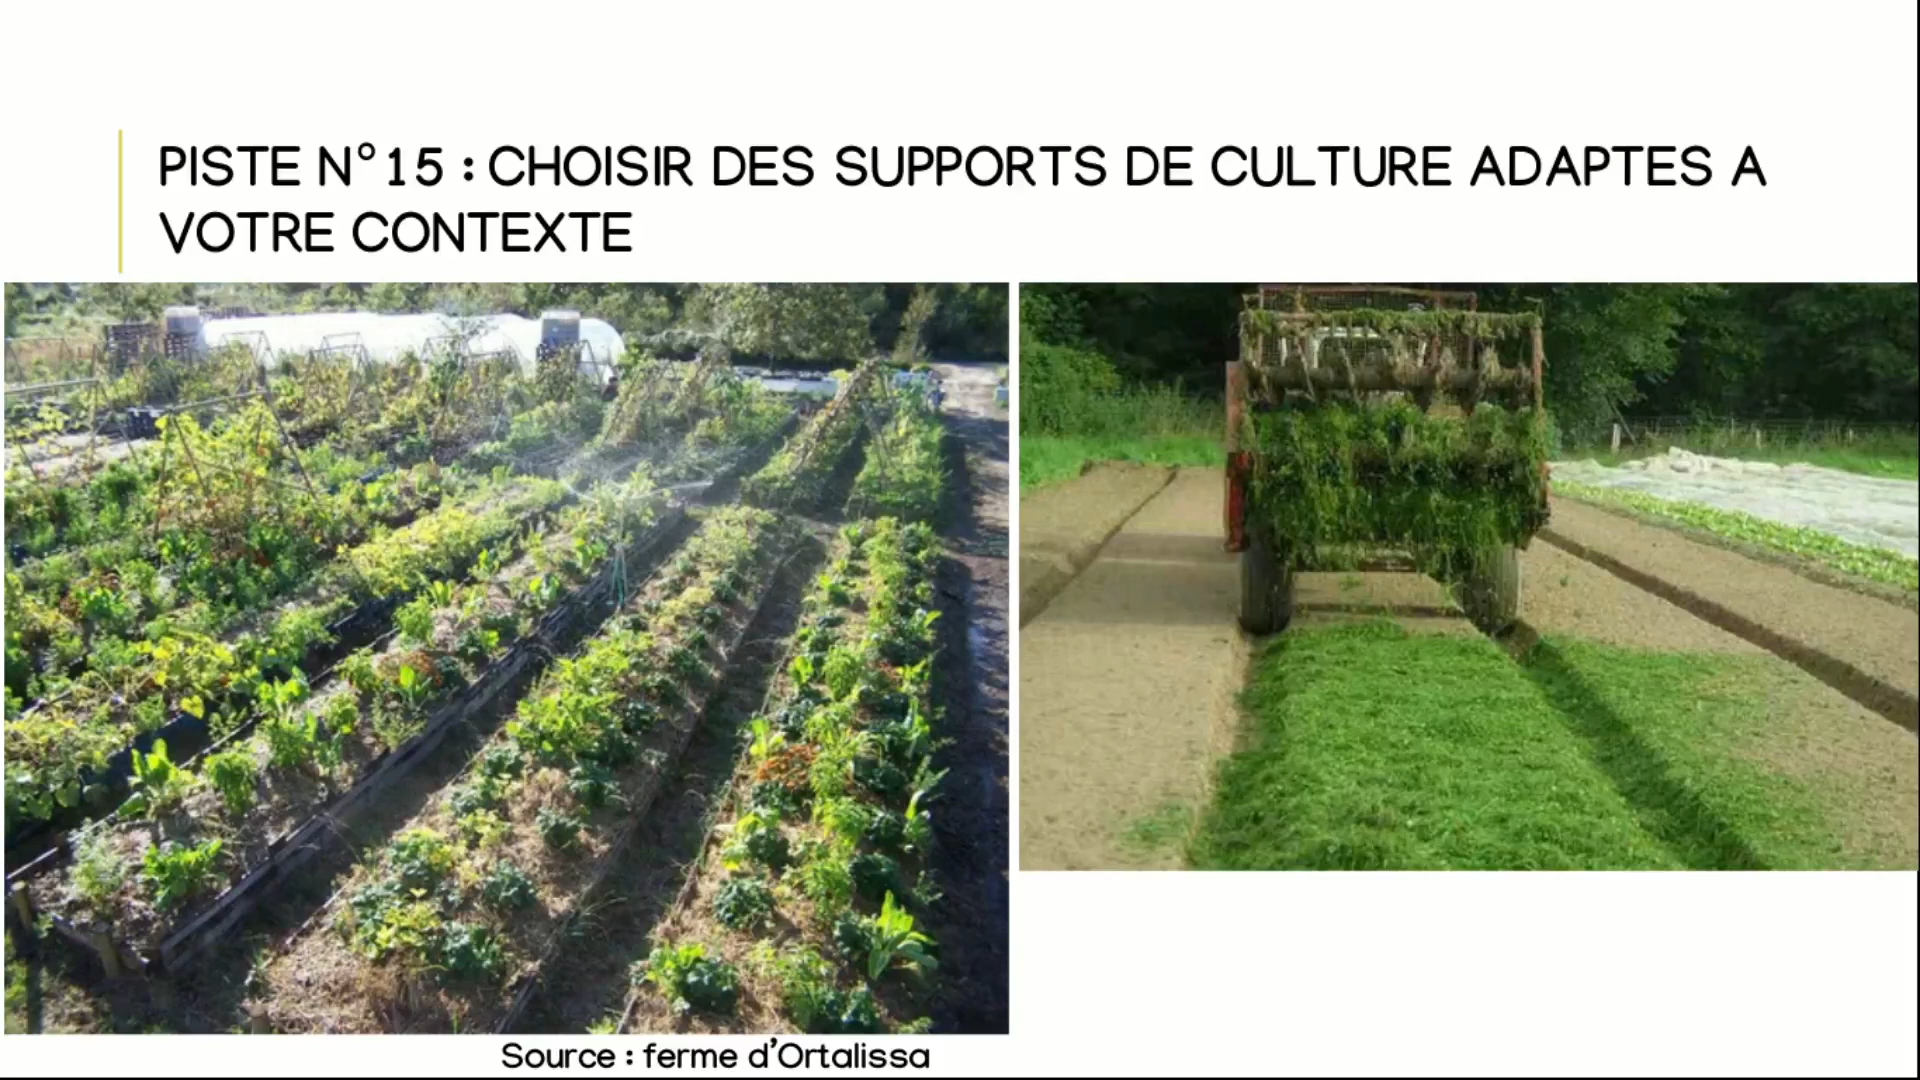 PISTE N°15 : CHOISIR DES SUPPORTS DE CULTURE ADAPTES A
VOTRE CONTEXTE
Source : ferme d'Ortalissa